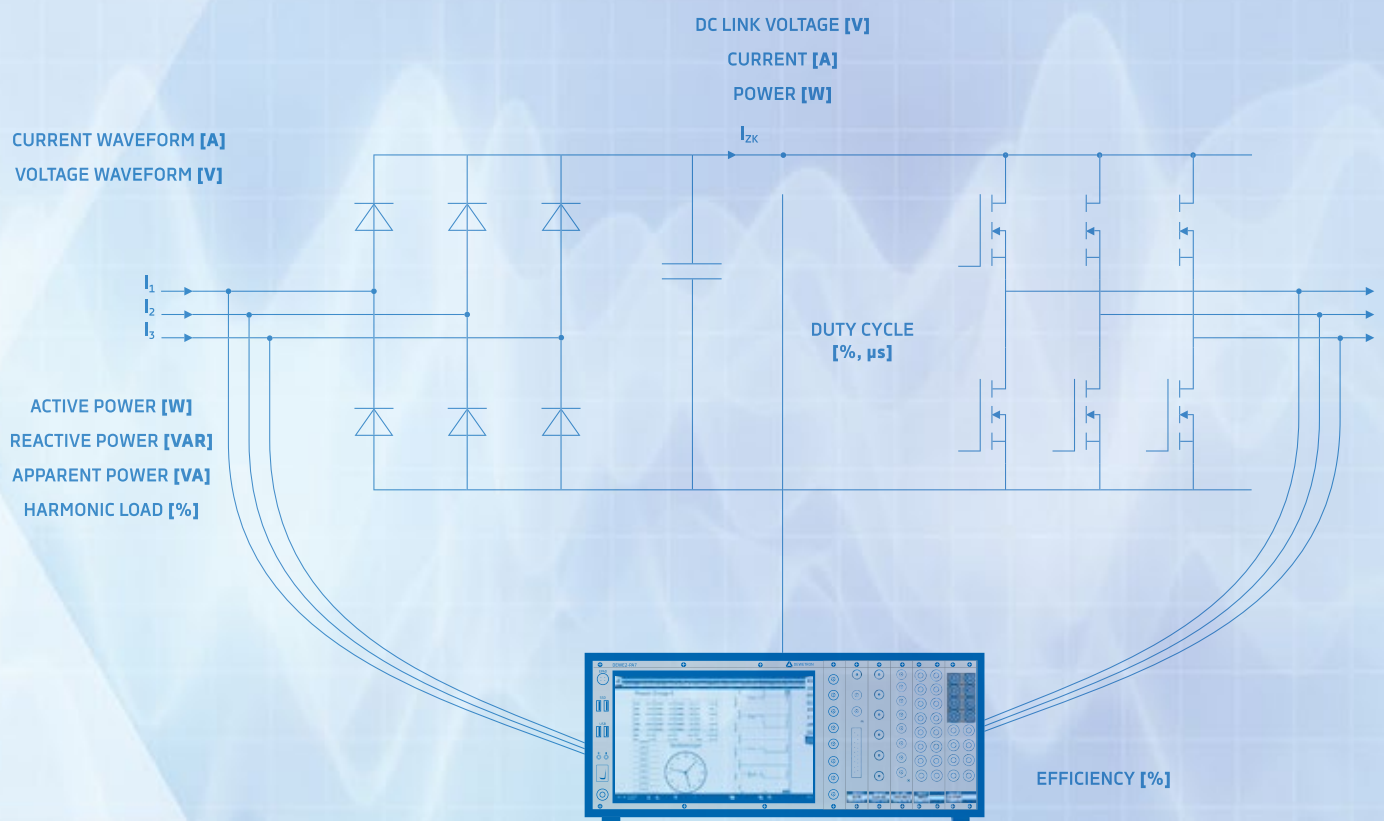 DC LINK VOLTAGE [V]
CURRENT [A]
POWER [W]
I_ZK
CURRENT WAVEFORM [A]
VOLTAGE WAVEFORM [V]
I₁
I₂
I₃
DUTY CYCLE
[%, µs]
ACTIVE POWER [W]
REACTIVE POWER [VAR]
APPARENT POWER [VA]
HARMONIC LOAD [%]
EFFICIENCY [%]